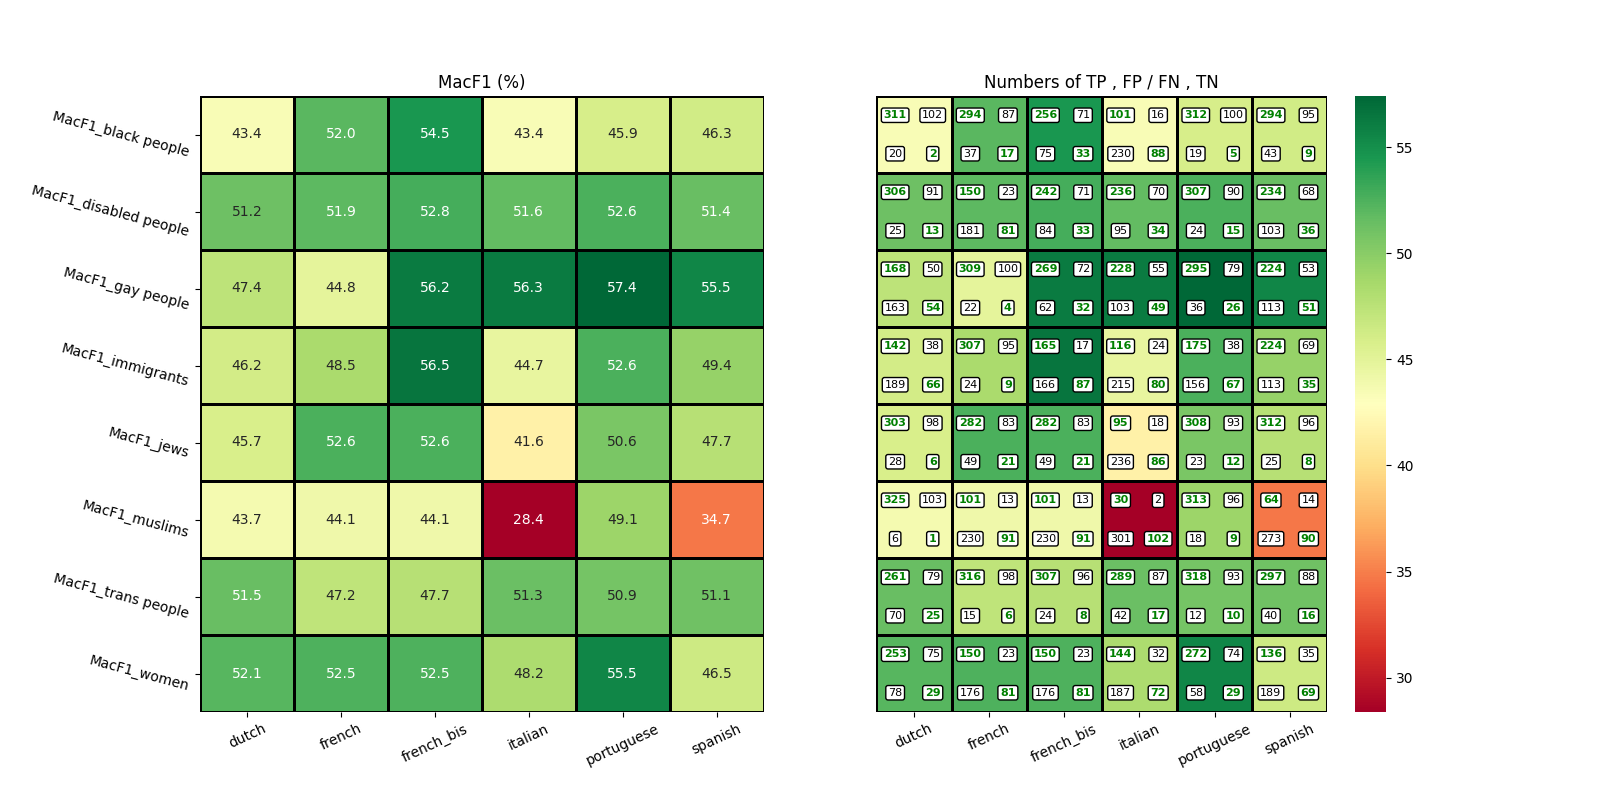 MacF1 (%)
Numbers of TP , FP / FN , TN
MacF1_black people 43.4 52.0 54.5 43.4 45.9 46.3
311 102 294 87 256 71 101 16 312 100 294 95
20 2 37 17 75 33 230 88 19 5 43 9
MacF1_disabled people 51.2 51.9 52.8 51.6 52.6 51.4
306 91 150 23 242 71 236 70 307 90 234 68
25 13 181 81 84 33 95 34 24 15 103 36
MacF1_gay people 47.4 44.8 56.2 56.3 57.4 55.5
168 50 309 100 269 72 228 55 295 79 224 53
163 54 22 4 62 32 103 49 36 26 113 51
MacF1_immigrants 46.2 48.5 56.5 44.7 52.6 49.4
142 38 307 95 165 17 116 24 175 38 224 69
189 66 24 9 166 87 215 80 156 67 113 35
MacF1_jews 45.7 52.6 52.6 41.6 50.6 47.7
303 98 282 83 282 83 95 18 308 93 312 96
28 6 49 21 49 21 236 86 23 12 25 8
MacF1_muslims 43.7 44.1 44.1 28.4 49.1 34.7
325 103 101 13 101 13 30 2 313 96 64 14
6 1 230 91 230 91 301 102 18 9 273 90
MacF1_trans people 51.5 47.2 47.7 51.3 50.9 51.1
261 79 316 98 307 96 289 87 318 93 297 88
70 25 15 6 24 8 42 17 12 10 40 16
MacF1_women 52.1 52.5 52.5 48.2 55.5 46.5
253 75 150 23 150 23 144 32 272 74 136 35
78 29 176 81 176 81 187 72 58 29 189 69
dutch french french_bis italian portuguese spanish
dutch french french_bis italian portuguese spanish
55
50
45
40
35
30